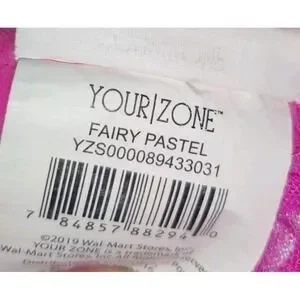 YOUR|ZONE™
FAIRY PASTEL
YZS000089433031
7 84857 88294 0
©2019 Wal-Mart Stores, Inc.
YOUR ZONE is a trademark of
Wal-Mart Stores, Inc. All